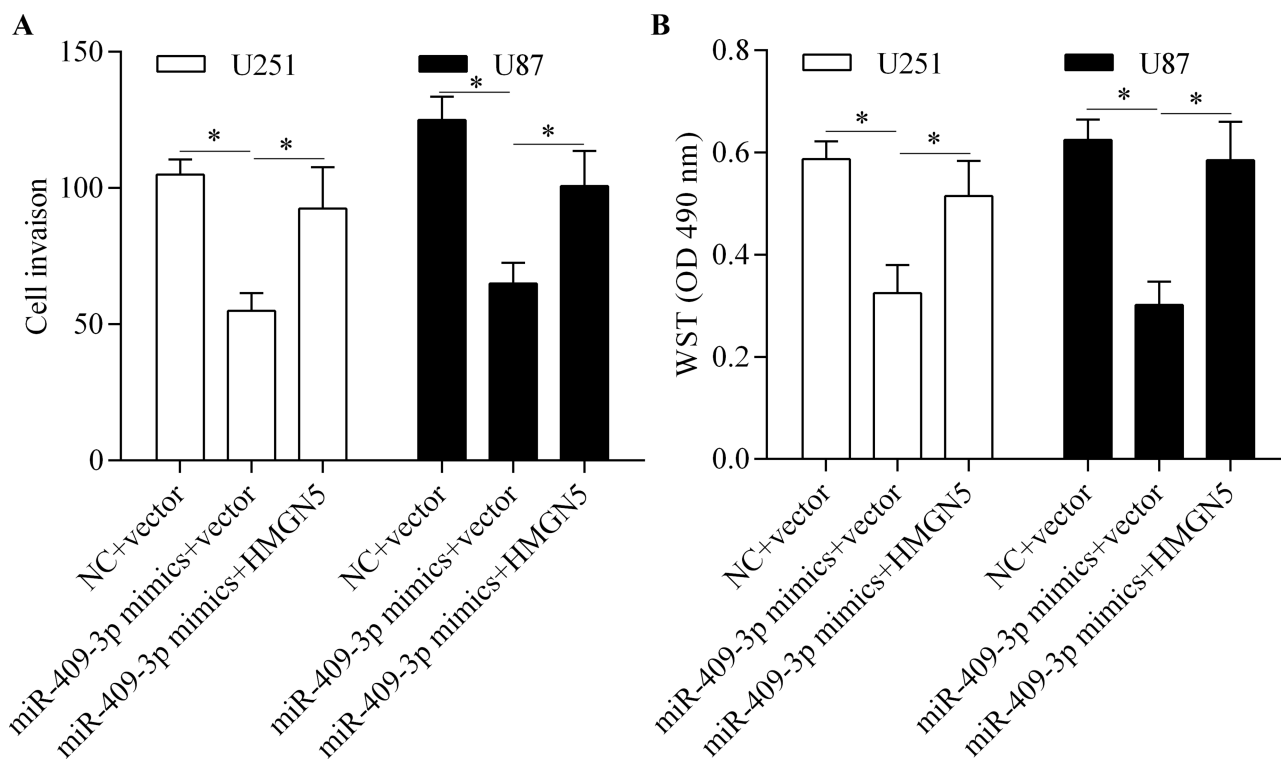 A
U251
U87
150
100
50
0
Cell invaison
*
*
*
*
NC+vector
miR-409-3p mimics+vector
miR-409-3p mimics+HMGN5
NC+vector
miR-409-3p mimics+vector
miR-409-3p mimics+HMGN5
B
U251
U87
0.8
0.6
0.4
0.2
0.0
WST (OD 490 nm)
*
*
*
*
NC+vector
miR-409-3p mimics+vector
miR-409-3p mimics+HMGN5
NC+vector
miR-409-3p mimics+vector
miR-409-3p mimics+HMGN5